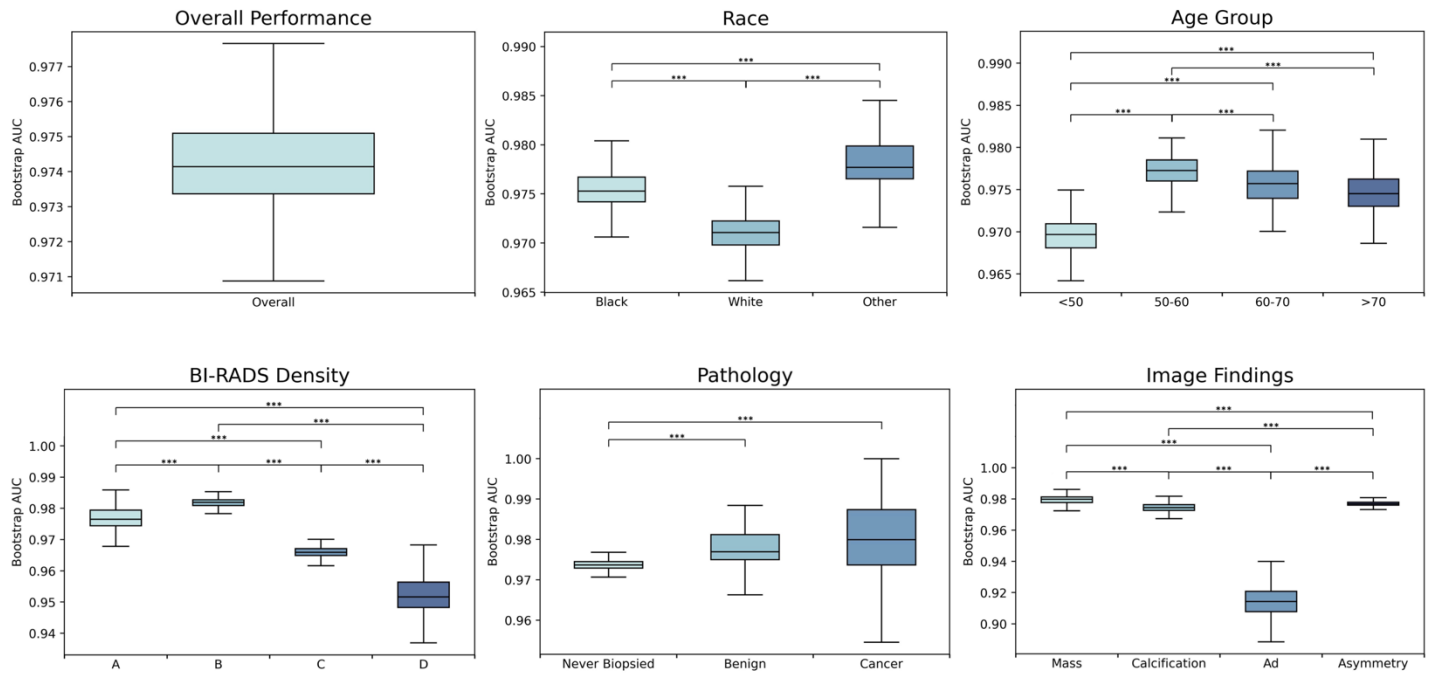 Overall Performance
Bootstrap AUC
0.977
0.976
0.975
0.974
0.973
0.972
0.971
Overall
Race
Bootstrap AUC
0.990
0.985
0.980
0.975
0.970
0.965
***
*** ***
Black White Other
Age Group
Bootstrap AUC
0.990
0.985
0.980
0.975
0.970
0.965
***
***
***
*** ***
<50 50-60 60-70 >70
BI-RADS Density
Bootstrap AUC
1.00
0.99
0.98
0.97
0.96
0.95
0.94
***
***
***
*** *** ***
A B C D
Pathology
Bootstrap AUC
1.00
0.99
0.98
0.97
0.96
***
***
Never Biopsied Benign Cancer
Image Findings
Bootstrap AUC
1.00
0.98
0.96
0.94
0.92
0.90
***
***
***
*** *** ***
Mass Calcification Ad Asymmetry